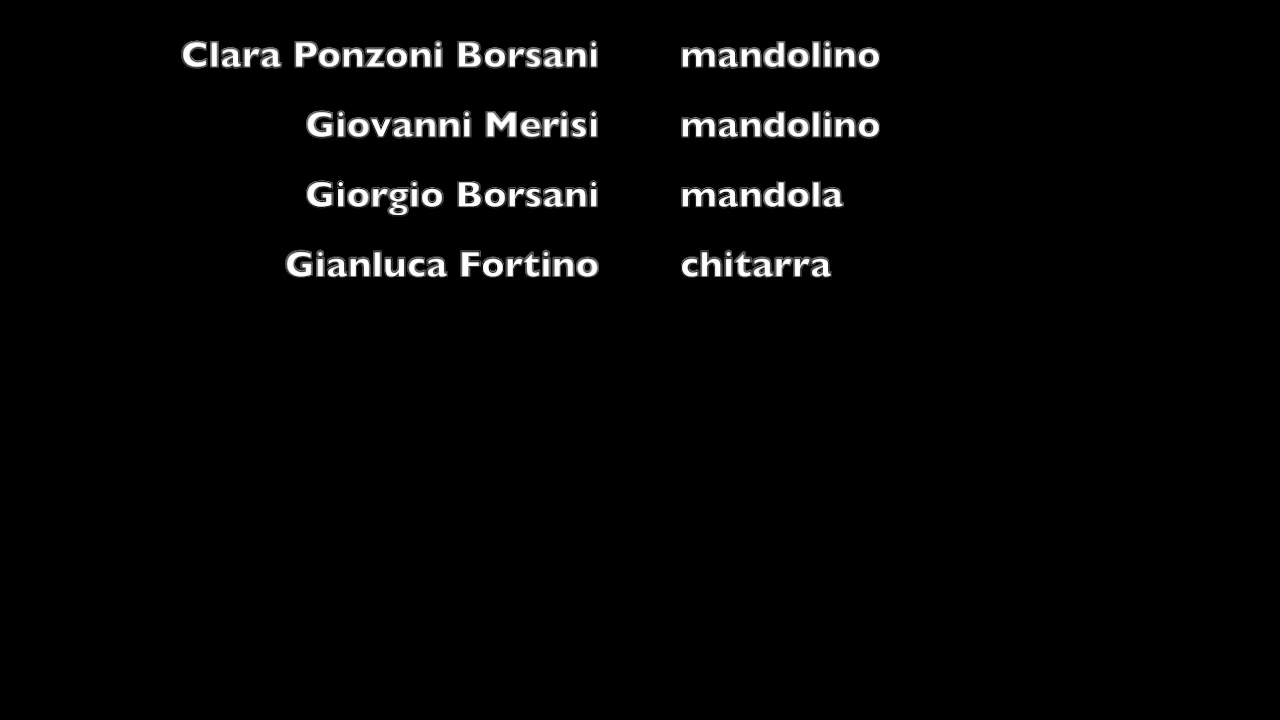 Clara Ponzoni Borsani mandolino
Giovanni Merisi mandolino
Giorgio Borsani mandola
Gianluca Fortino chitarra